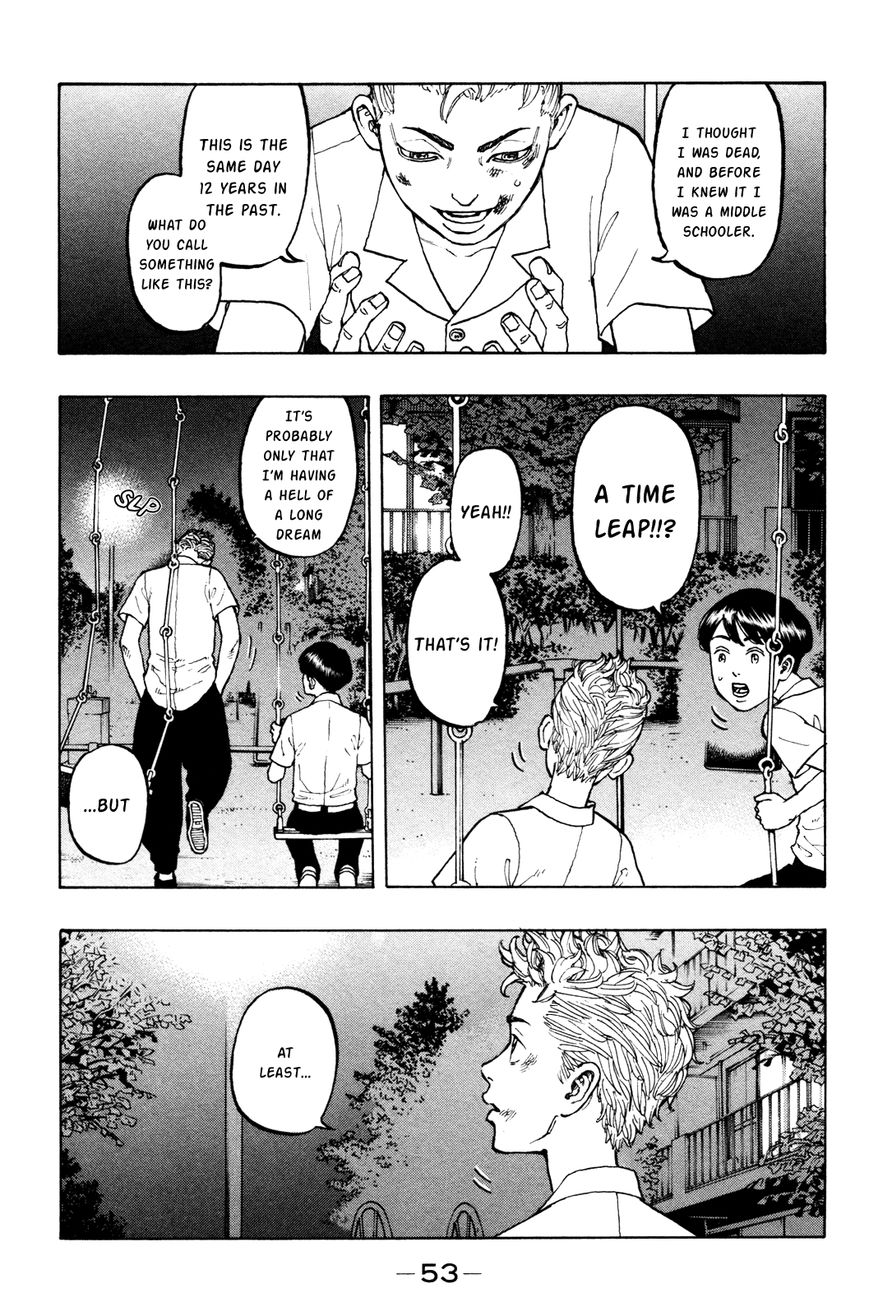 I THOUGHT
I WAS DEAD,
AND BEFORE
I KNEW IT I
WAS A MIDDLE
SCHOOLER.
THIS IS THE
SAME DAY
12 YEARS IN
THE PAST.
WHAT DO
YOU CALL
SOMETHING
LIKE THIS?
A TIME
LEAP!!?
YEAH!!
THAT'S IT!
IT'S
PROBABLY
ONLY THAT
I'M HAVING
A HELL OF
A LONG
DREAM
SLP
...BUT
AT
LEAST...
—53—